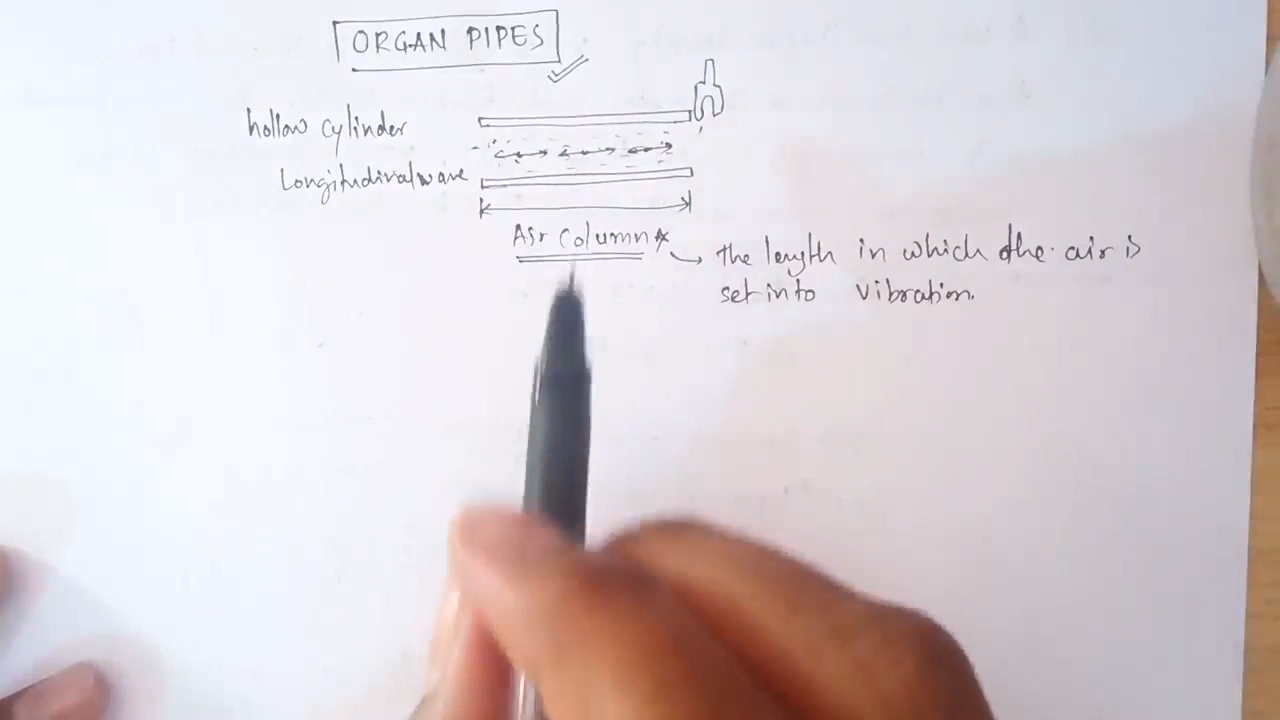 ORGAN PIPES
hollow cylinder
Longitudinal wave
Air Column
the length in which the air is
set into vibration.